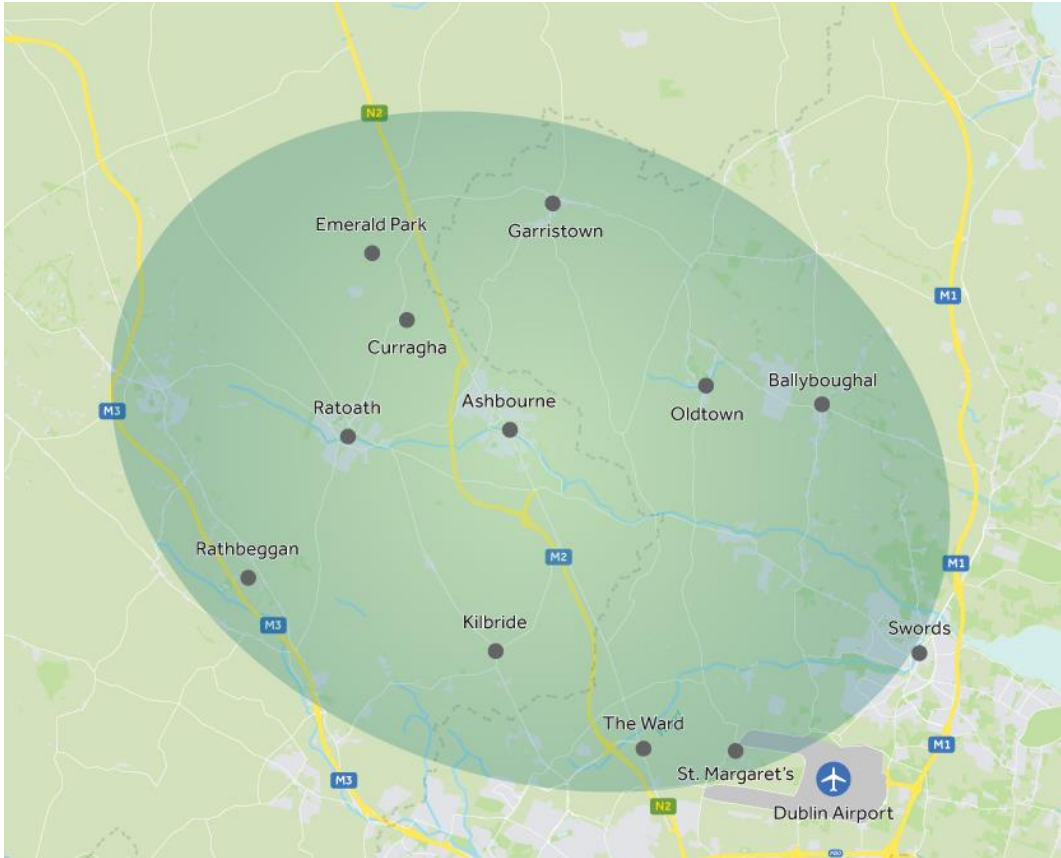 N2
Emerald Park
Garristown
M1
Curragha
Ballyboughal
M3
Ratoath
Ashbourne
Oldtown
Rathbeggan
M2
M1
M3
Kilbride
Swords
The Ward
M1
St. Margaret's
M3
N2
Dublin Airport